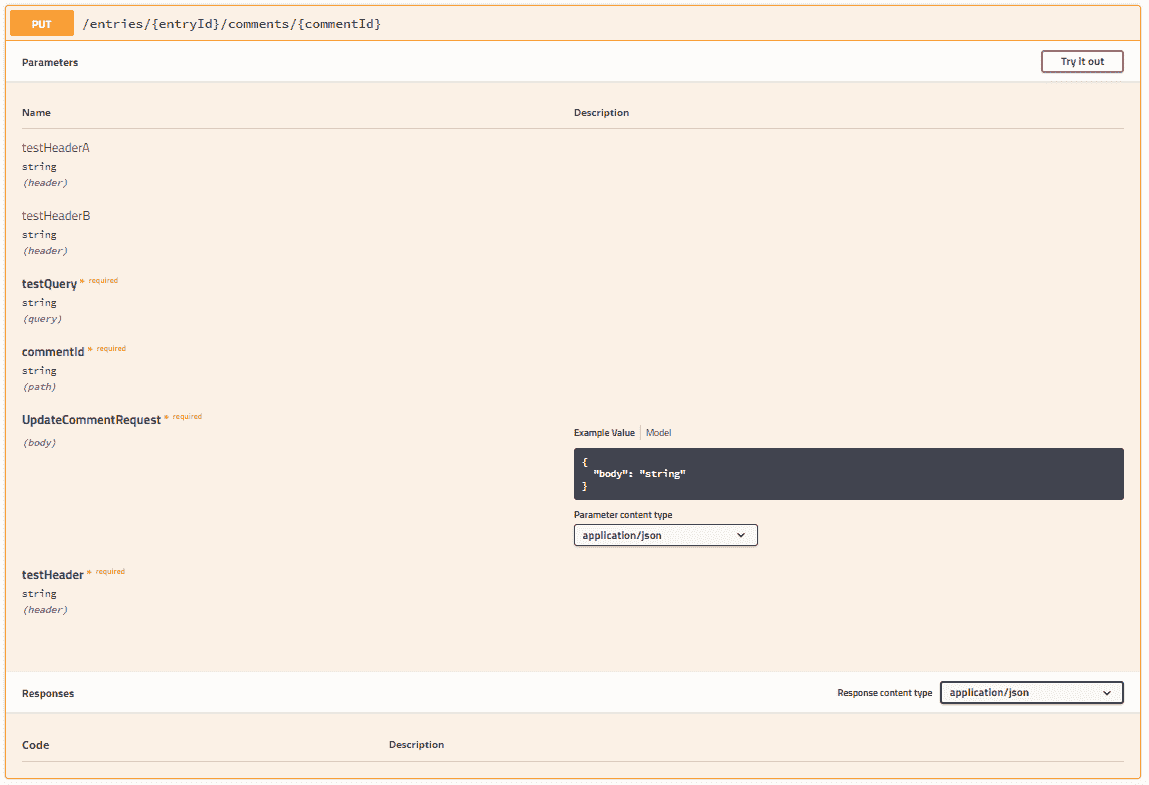 PUT /entries/{entryId}/comments/{commentId}
Parameters Try it out
Name Description
testHeaderA
string
(header)
testHeaderB
string
(header)
testQuery * required
string
(query)
commentId * required
string
(path)
UpdateCommentRequest * required
(body)
Example Value Model
{
"body": "string"
}
Parameter content type
application/json
testHeader * required
string
(header)
Responses Response content type application/json
Code Description